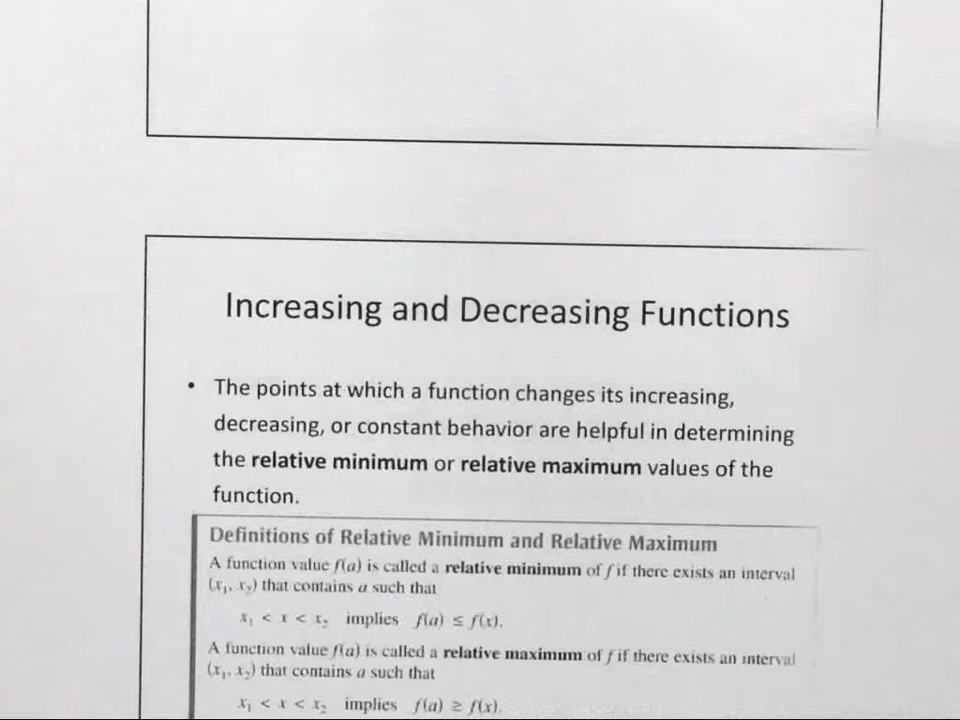 Increasing and Decreasing Functions
• The points at which a function changes its increasing,
decreasing, or constant behavior are helpful in determining
the relative minimum or relative maximum values of the
function.
Definitions of Relative Minimum and Relative Maximum
A function value f(a) is called a relative minimum of f if there exists an interval
(x₁, x₂) that contains a such that
x₁ < x < x₂ implies f(a) ≤ f(x).
A function value f(a) is called a relative maximum of f if there exists an interval
(x₁, x₂) that contains a such that
x₁ < x < x₂ implies f(a) ≥ f(x).